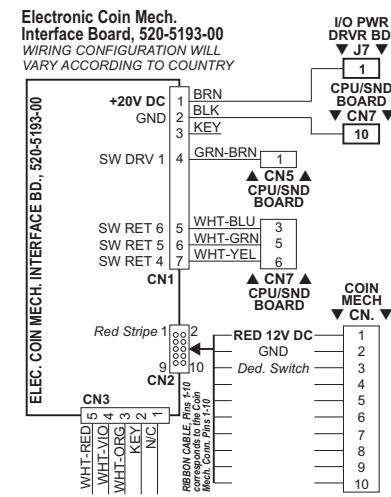 Electronic Coin Mech.
Interface Board, 520-5193-00
WIRING CONFIGURATION WILL
VARY ACCORDING TO COUNTRY
I/O PWR
DRVR BD
▼ J7 ▼
1
CPU/SND
BOARD
▼ CN7 ▼
10
ELEC. COIN MECH. INTERFACE BD., 520-5193-00
+20V DC 1 BRN
GND 2 BLK
3 KEY
SW DRV 1 4 GRN-BRN 1
▲ CN5 ▲
CPU/SND
BOARD
SW RET 6 5 WHT-BLU 3
SW RET 5 6 WHT-GRN 5
SW RET 4 7 WHT-YEL 6
CN1
▲ CN7 ▲
CPU/SND
BOARD
COIN
MECH
▼ CN. ▼
Red Stripe 1 2
9 10
CN2
RED 12V DC 1
GND 2
Ded. Switch 3
4
5
6
7
8
9
10
RIBBON CABLE, Pins 1-10
corresponds to the Coin
Mech. Conn. Pins 1-10
CN3
5 4 3 2 1
WHT-RED
WHT-VIO
WHT-ORG
KEY
N/C